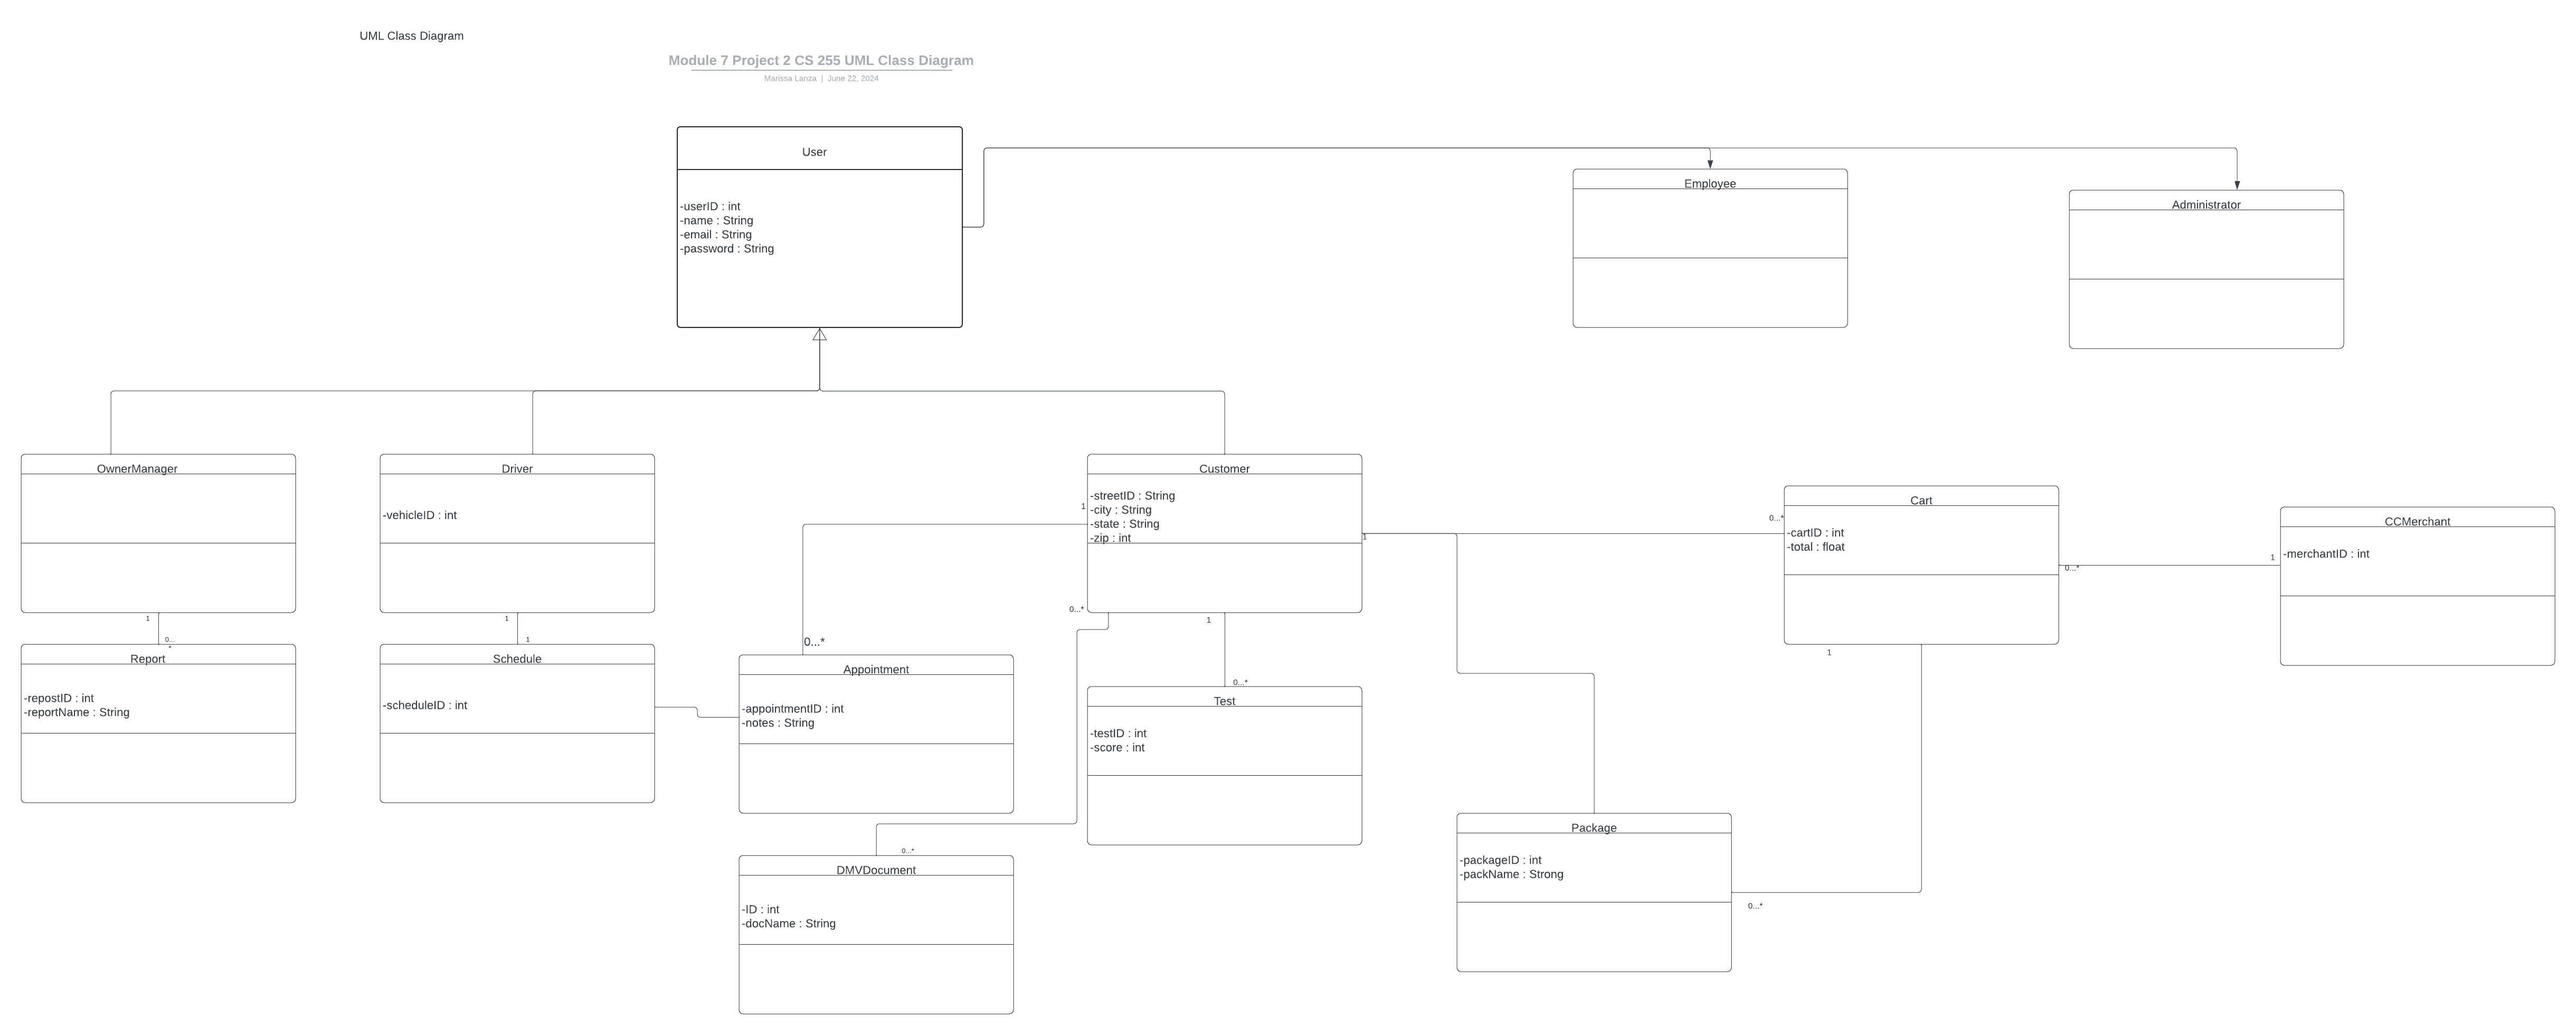 UML Class Diagram
Module 7 Project 2 CS 255 UML Class Diagram
Marissa Lanza | June 22, 2024
User
-userID : int
-name : String
-email : String
-password : String
Employee
Administrator
OwnerManager
Driver
-vehicleID : int
Customer
-streetID : String
-city : String
-state : String
-zip : int
1
1
0...*
1
0...*
Cart
-cartID : int
-total : float
0...*
1
CCMerchant
-merchantID : int
1
0...
*
Report
-repostID : int
-reportName : String
1
1
Schedule
-scheduleID : int
0...*
Appointment
-appointmentID : int
-notes : String
0...*
Test
-testID : int
-score : int
1
0...*
DMVDocument
-ID : int
-docName : String
Package
-packageID : int
-packName : Strong
0...*